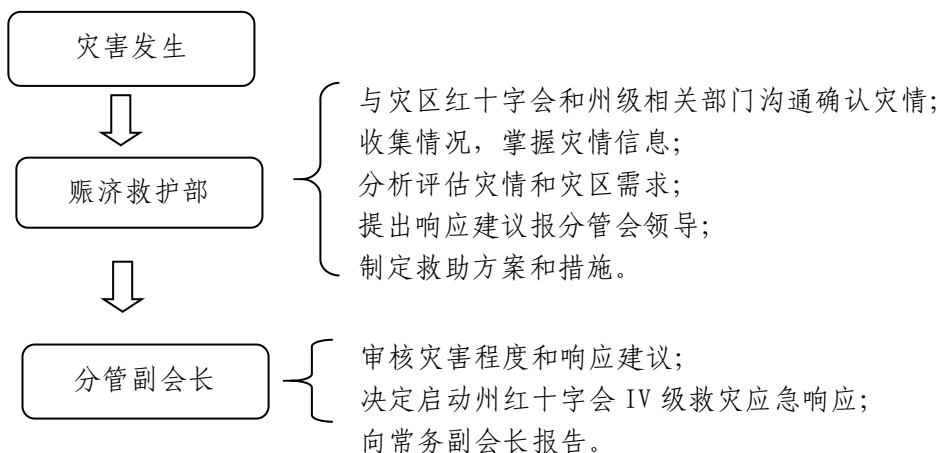 灾害发生
与灾区红十字会和州级相关部门沟通确认灾情；
收集情况，掌握灾情信息；
赈济救护部
分析评估灾情和灾区需求；
提出响应建议报分管会领导；
制定救助方案和措施。
分管副会长
审核灾害程度和响应建议；
决定启动州红十字会 IV 级救灾应急响应；
向常务副会长报告。